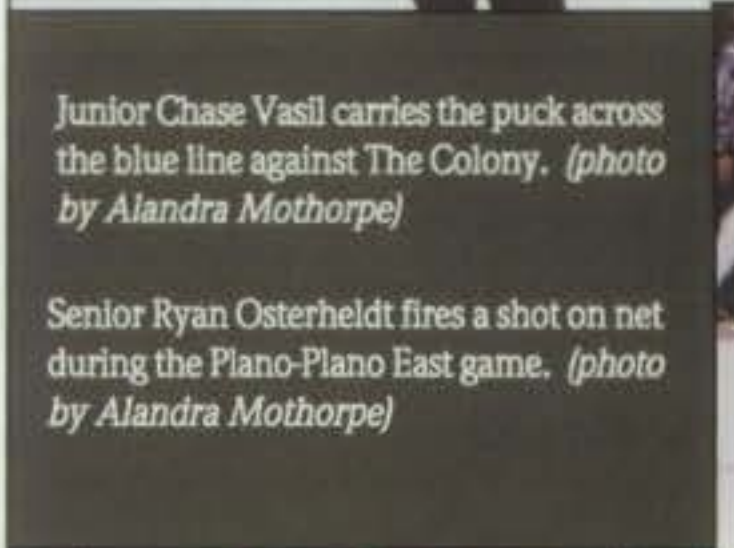 Junior Chase Vasil carries the puck across
the blue line against The Colony. (photo
by Alandra Mothorpe)
Senior Ryan Osterheldt fires a shot on net
during the Plano-Plano East game. (photo
by Alandra Mothorpe)